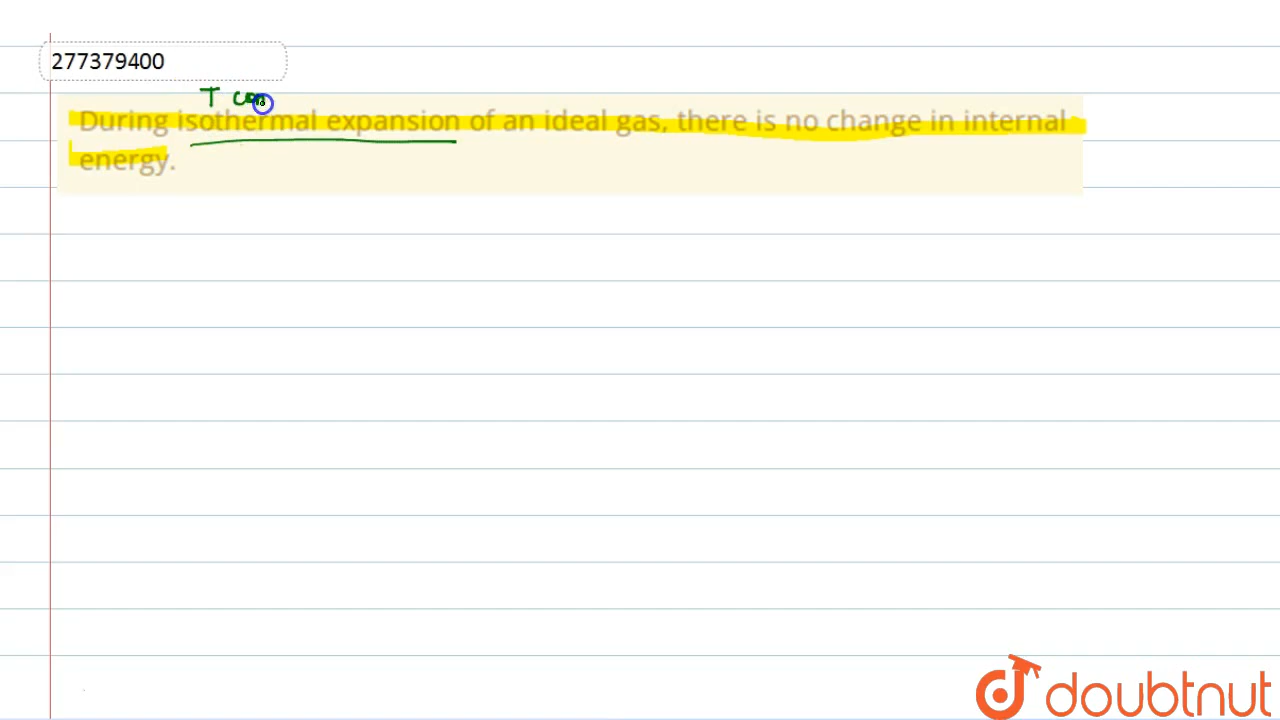 277379400
T con
During isothermal expansion of an ideal gas, there is no change in internal
energy.
doubtnut